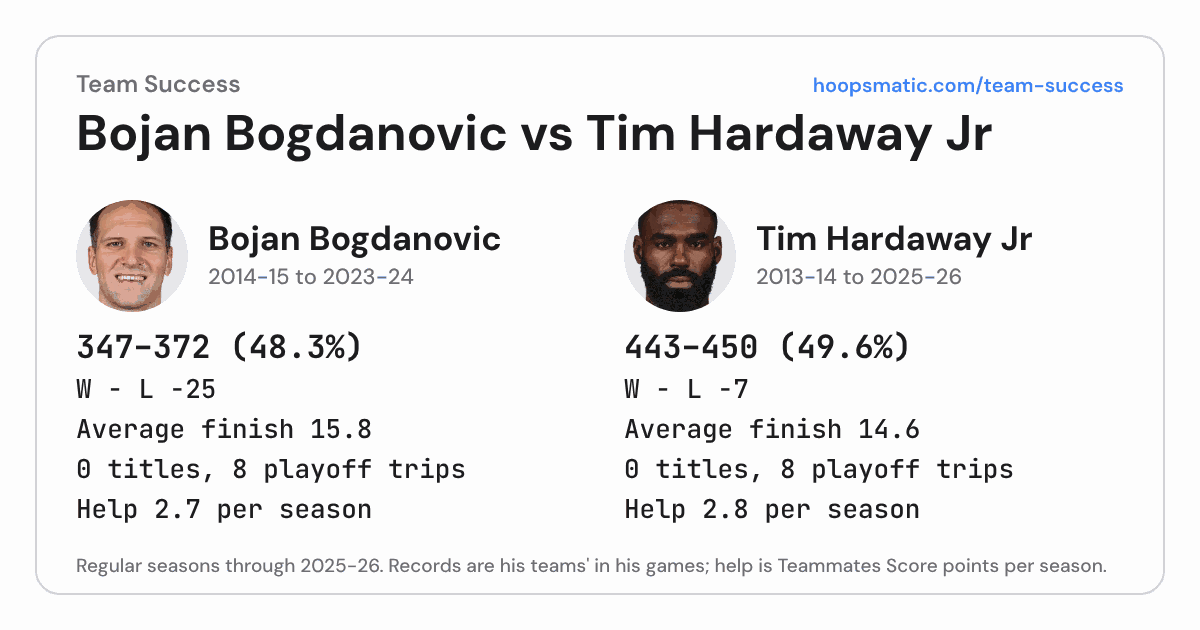 Team Success
hoopsmatic.com/team-success
Bojan Bogdanovic vs Tim Hardaway Jr
Bojan Bogdanovic
2014-15 to 2023-24
347-372 (48.3%)
W - L -25
Average finish 15.8
0 titles, 8 playoff trips
Help 2.7 per season
Tim Hardaway Jr
2013-14 to 2025-26
443-450 (49.6%)
W - L -7
Average finish 14.6
0 titles, 8 playoff trips
Help 2.8 per season
Regular seasons through 2025-26. Records are his teams' in his games; help is Teammates Score points per season.